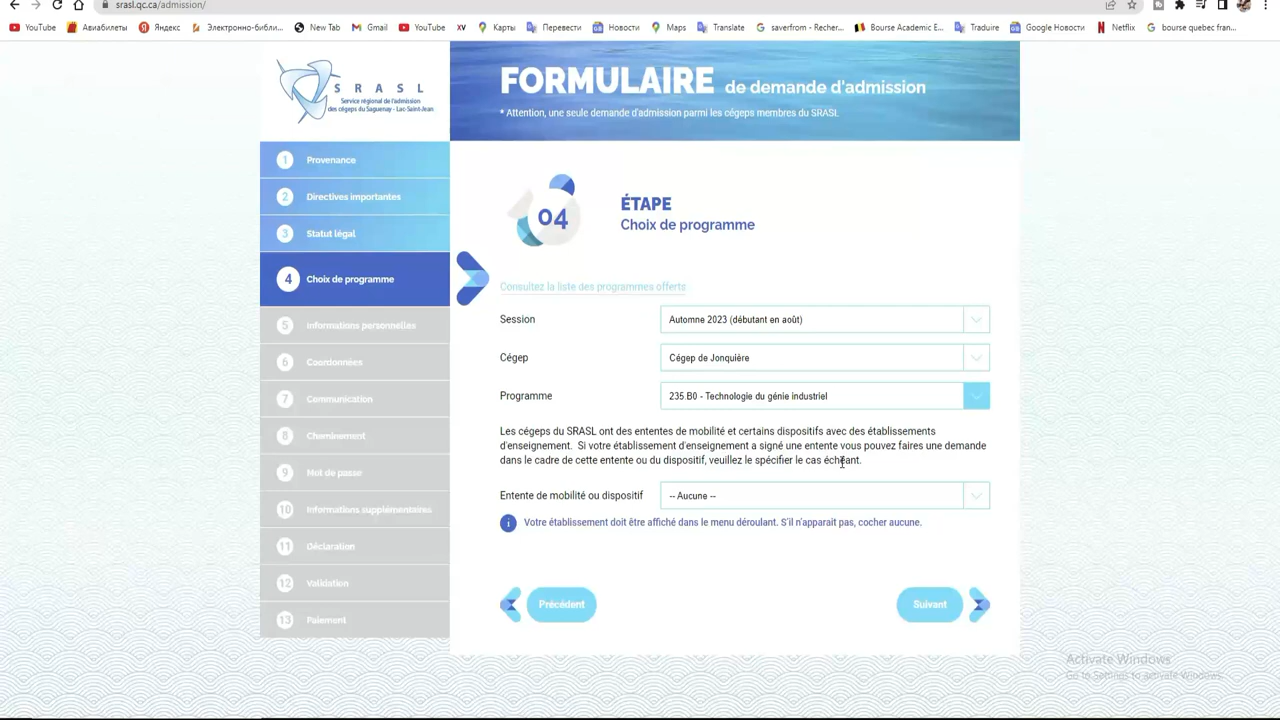 srasl.qc.ca/admission/
YouTube
Авиабилеты
Яндекс
Электронно-библи...
New Tab
Gmail
YouTube
XV
Карты
Перевести
Новости
Maps
Translate
saverfrom - Recher...
Bourse Academic E...
Traduire
Google Новости
Netflix
bourse quebec fran...
SRASL
Service régional de l'admission
des cégeps du Saguenay - Lac-Saint-Jean
FORMULAIRE de demande d'admission
* Attention, une seule demande d'admission parmi les cégeps membres du SRASL
1 Provenance
2 Directives importantes
3 Statut légal
4 Choix de programme
5 Informations personnelles
6 Coordonnées
7 Communication
8 Cheminement
9 Mot de passe
10 Informations supplémentaires
11 Déclaration
12 Validation
13 Paiement
04
ÉTAPE
Choix de programme
Consultez la liste des programmes offerts
Session Automne 2023 (débutant en août)
Cégep Cégep de Jonquière
Programme 235.B0 - Technologie du génie industriel
Les cégeps du SRASL ont des ententes de mobilité et certains dispositifs avec des établissements
d'enseignement. Si votre établissement d'enseignement a signé une entente vous pouvez faires une demande
dans le cadre de cette entente ou du dispositif, veuillez le spécifier le cas échéant.
Entente de mobilité ou dispositif -- Aucune --
i Votre établissement doit être affiché dans le menu déroulant. S'il n'apparait pas, cocher aucune.
Précédent
Suivant
Activate Windows
Go to Settings to activate Windows.